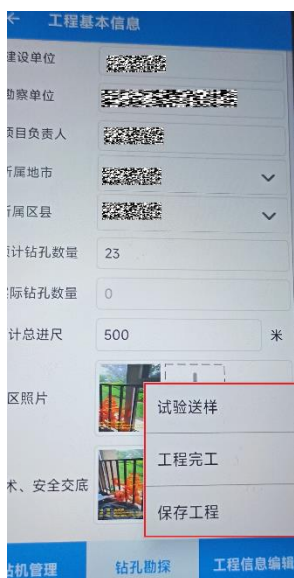 ← 工程基本信息
建设单位
勘察单位
项目负责人
所属地市
所属区县
预计钻孔数量 23
实际钻孔数量 0
计总进尺 500 米
区照片
试验送样
工程完工
术、安全交底
保存工程
钻机管理 钻孔勘探 工程信息编辑